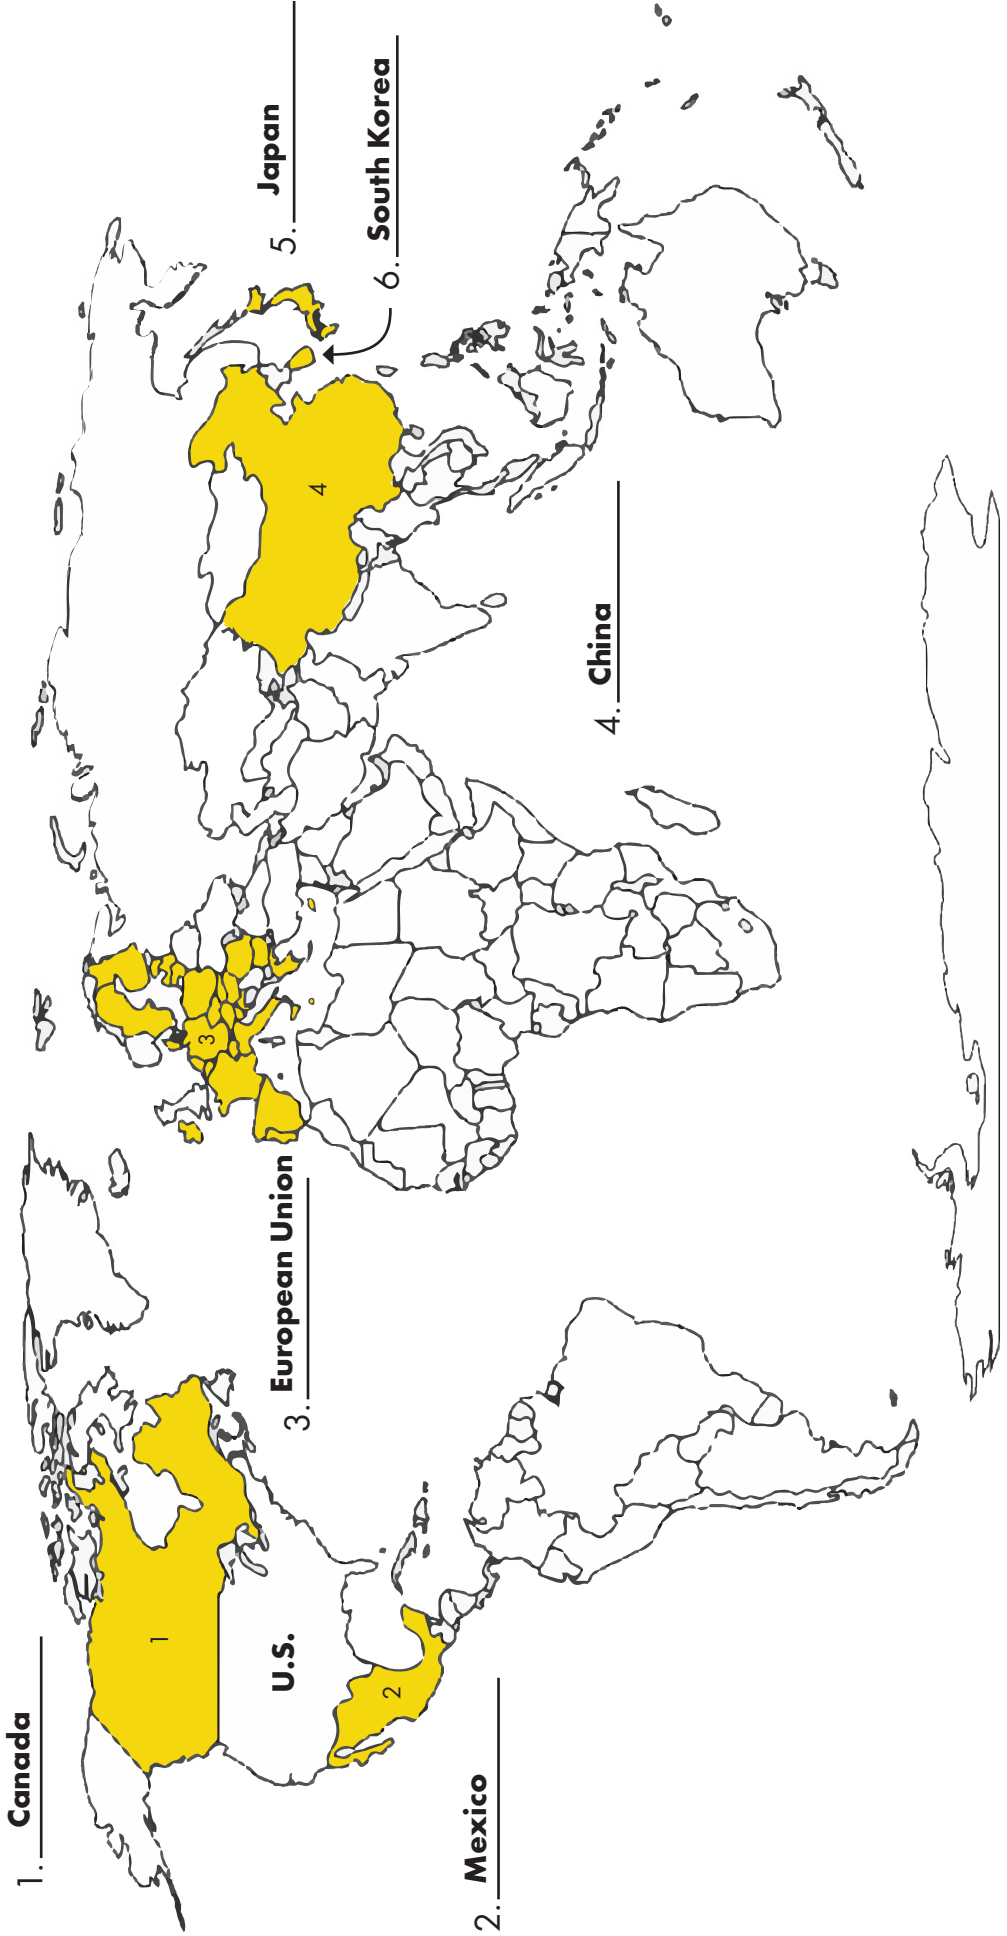 1. Canada
1
U.S.
2
2. Mexico
3. European Union
3
4. China
4
5. Japan
6. South Korea